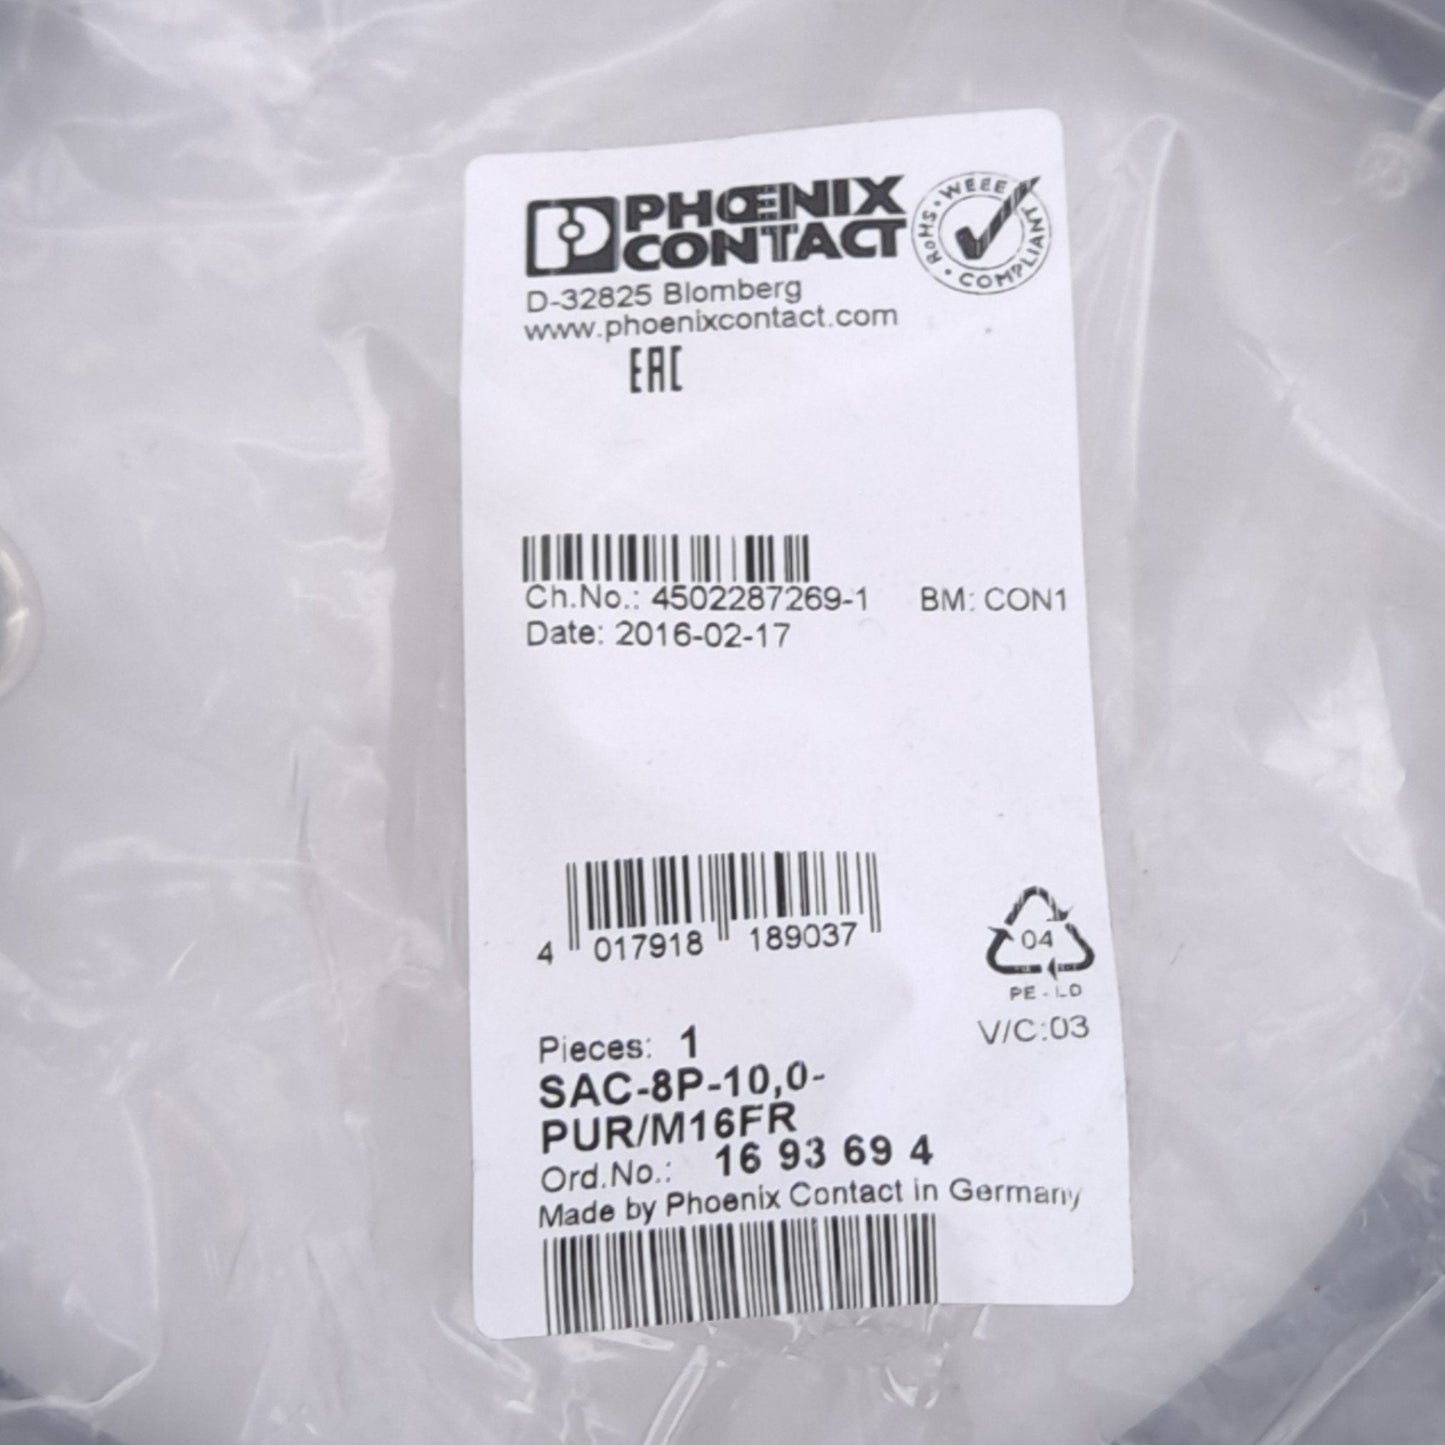 PHŒNIX
CONTACT
RoHS • WEEE • COMPLIANT
D-32825 Blomberg
www.phoenixcontact.com
EAC
Ch.No.: 4502287269-1 BM: CON1
Date: 2016-02-17
4 017918 189037
04
PE-LD
V/C:03
Pieces: 1
SAC-8P-10,0-
PUR/M16FR
Ord.No.: 16 93 69 4
Made by Phoenix Contact in Germany